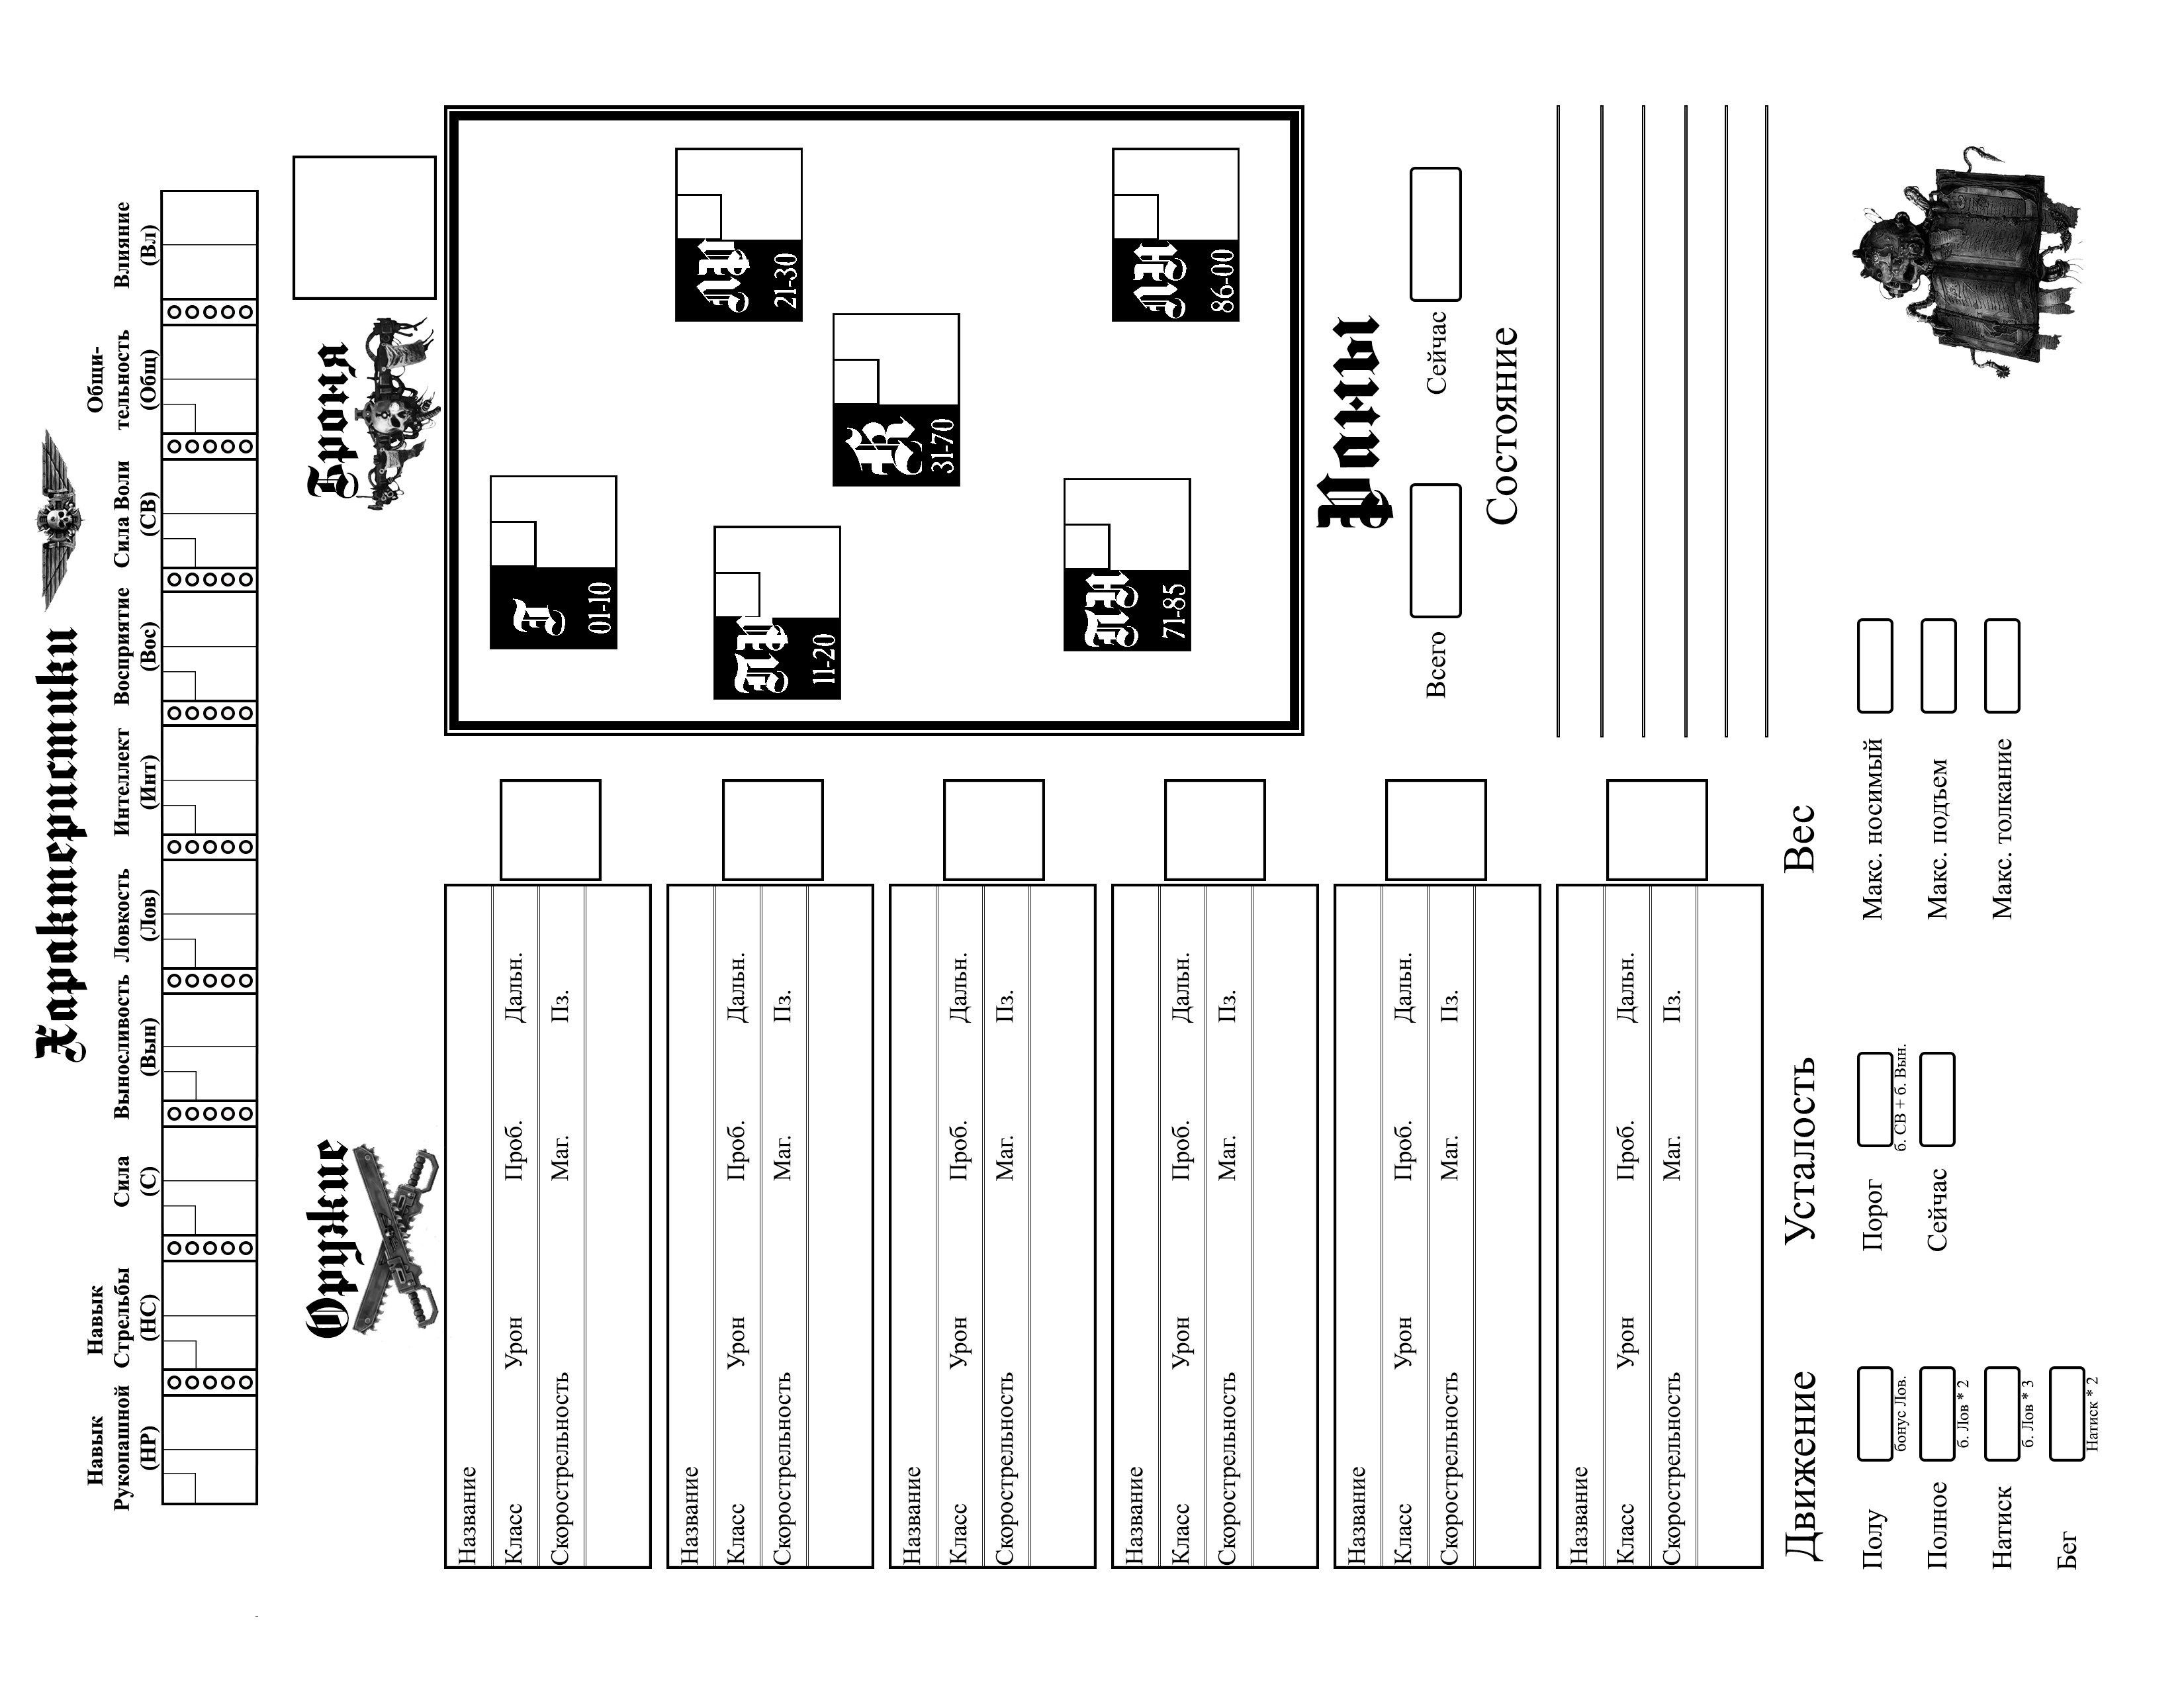 Характеристики
Навык
Рукопашной
(НР)
Навык
Стрельбы
(НС)
Сила
(С)
Выносливость
(Вын)
Ловкость
(Лов)
Интеллект
(Инт)
Восприятие
(Вос)
Сила Воли
(СВ)
Общи-
тельность
(Общ)
Влияние
(Вл)
Оружие
Название
Класс Урон Проб. Дальн.
Скорострельность Маг. Пз.
Название
Класс Урон Проб. Дальн.
Скорострельность Маг. Пз.
Название
Класс Урон Проб. Дальн.
Скорострельность Маг. Пз.
Название
Класс Урон Проб. Дальн.
Скорострельность Маг. Пз.
Название
Класс Урон Проб. Дальн.
Скорострельность Маг. Пз.
Название
Класс Урон Проб. Дальн.
Скорострельность Маг. Пз.
Броня
Г
01-10
ПР
11-20
ЛР
21-30
К
31-70
ПН
71-85
ЛН
86-00
Раны
Всего
Сейчас
Состояние
Движение
Полу
бонус Лов.
Полное
б. Лов * 2
Натиск
б. Лов * 3
Бег
Натиск * 2
Усталость
Порог
б. СВ + б. Вын.
Сейчас
Вес
Макс. носимый
Макс. подъем
Макс. толкание